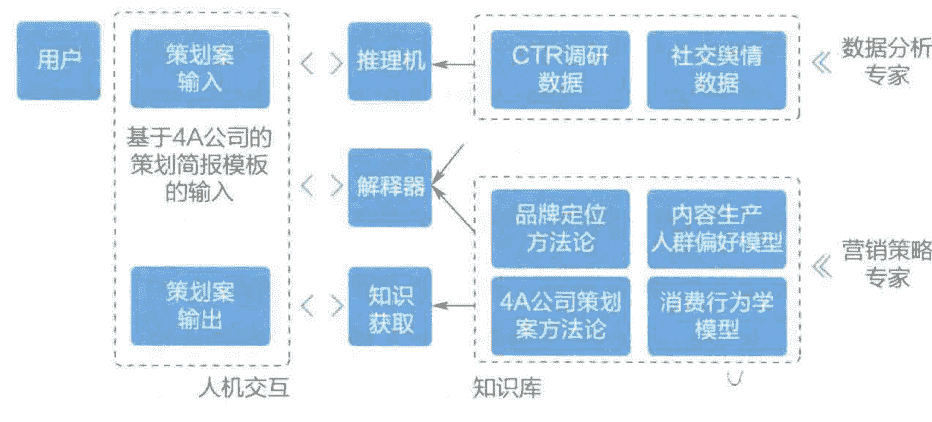 用户
策划案
输入
基于4A公司的
策划简报模板
的输入
策划案
输出
人机交互
推理机
解释器
知识
获取
CTR调研
数据
社交舆情
数据
数据分析
专家
品牌定位
方法论
内容生产
人群偏好模型
4A公司策划
案方法论
消费行为学
模型
营销策略
专家
知识库